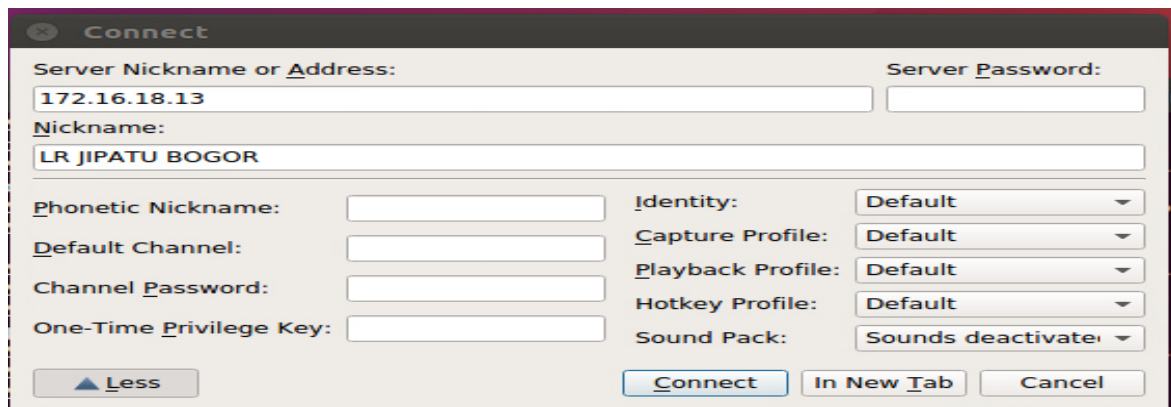 Connect
Server Nickname or Address: Server Password:
172.16.18.13
Nickname:
LR JIPATU BOGOR
Phonetic Nickname: Identity: Default
Default Channel: Capture Profile: Default
Playback Profile: Default
Channel Password: Hotkey Profile: Default
One-Time Privilege Key: Sound Pack: Sounds deactivate
Less Connect In New Tab Cancel